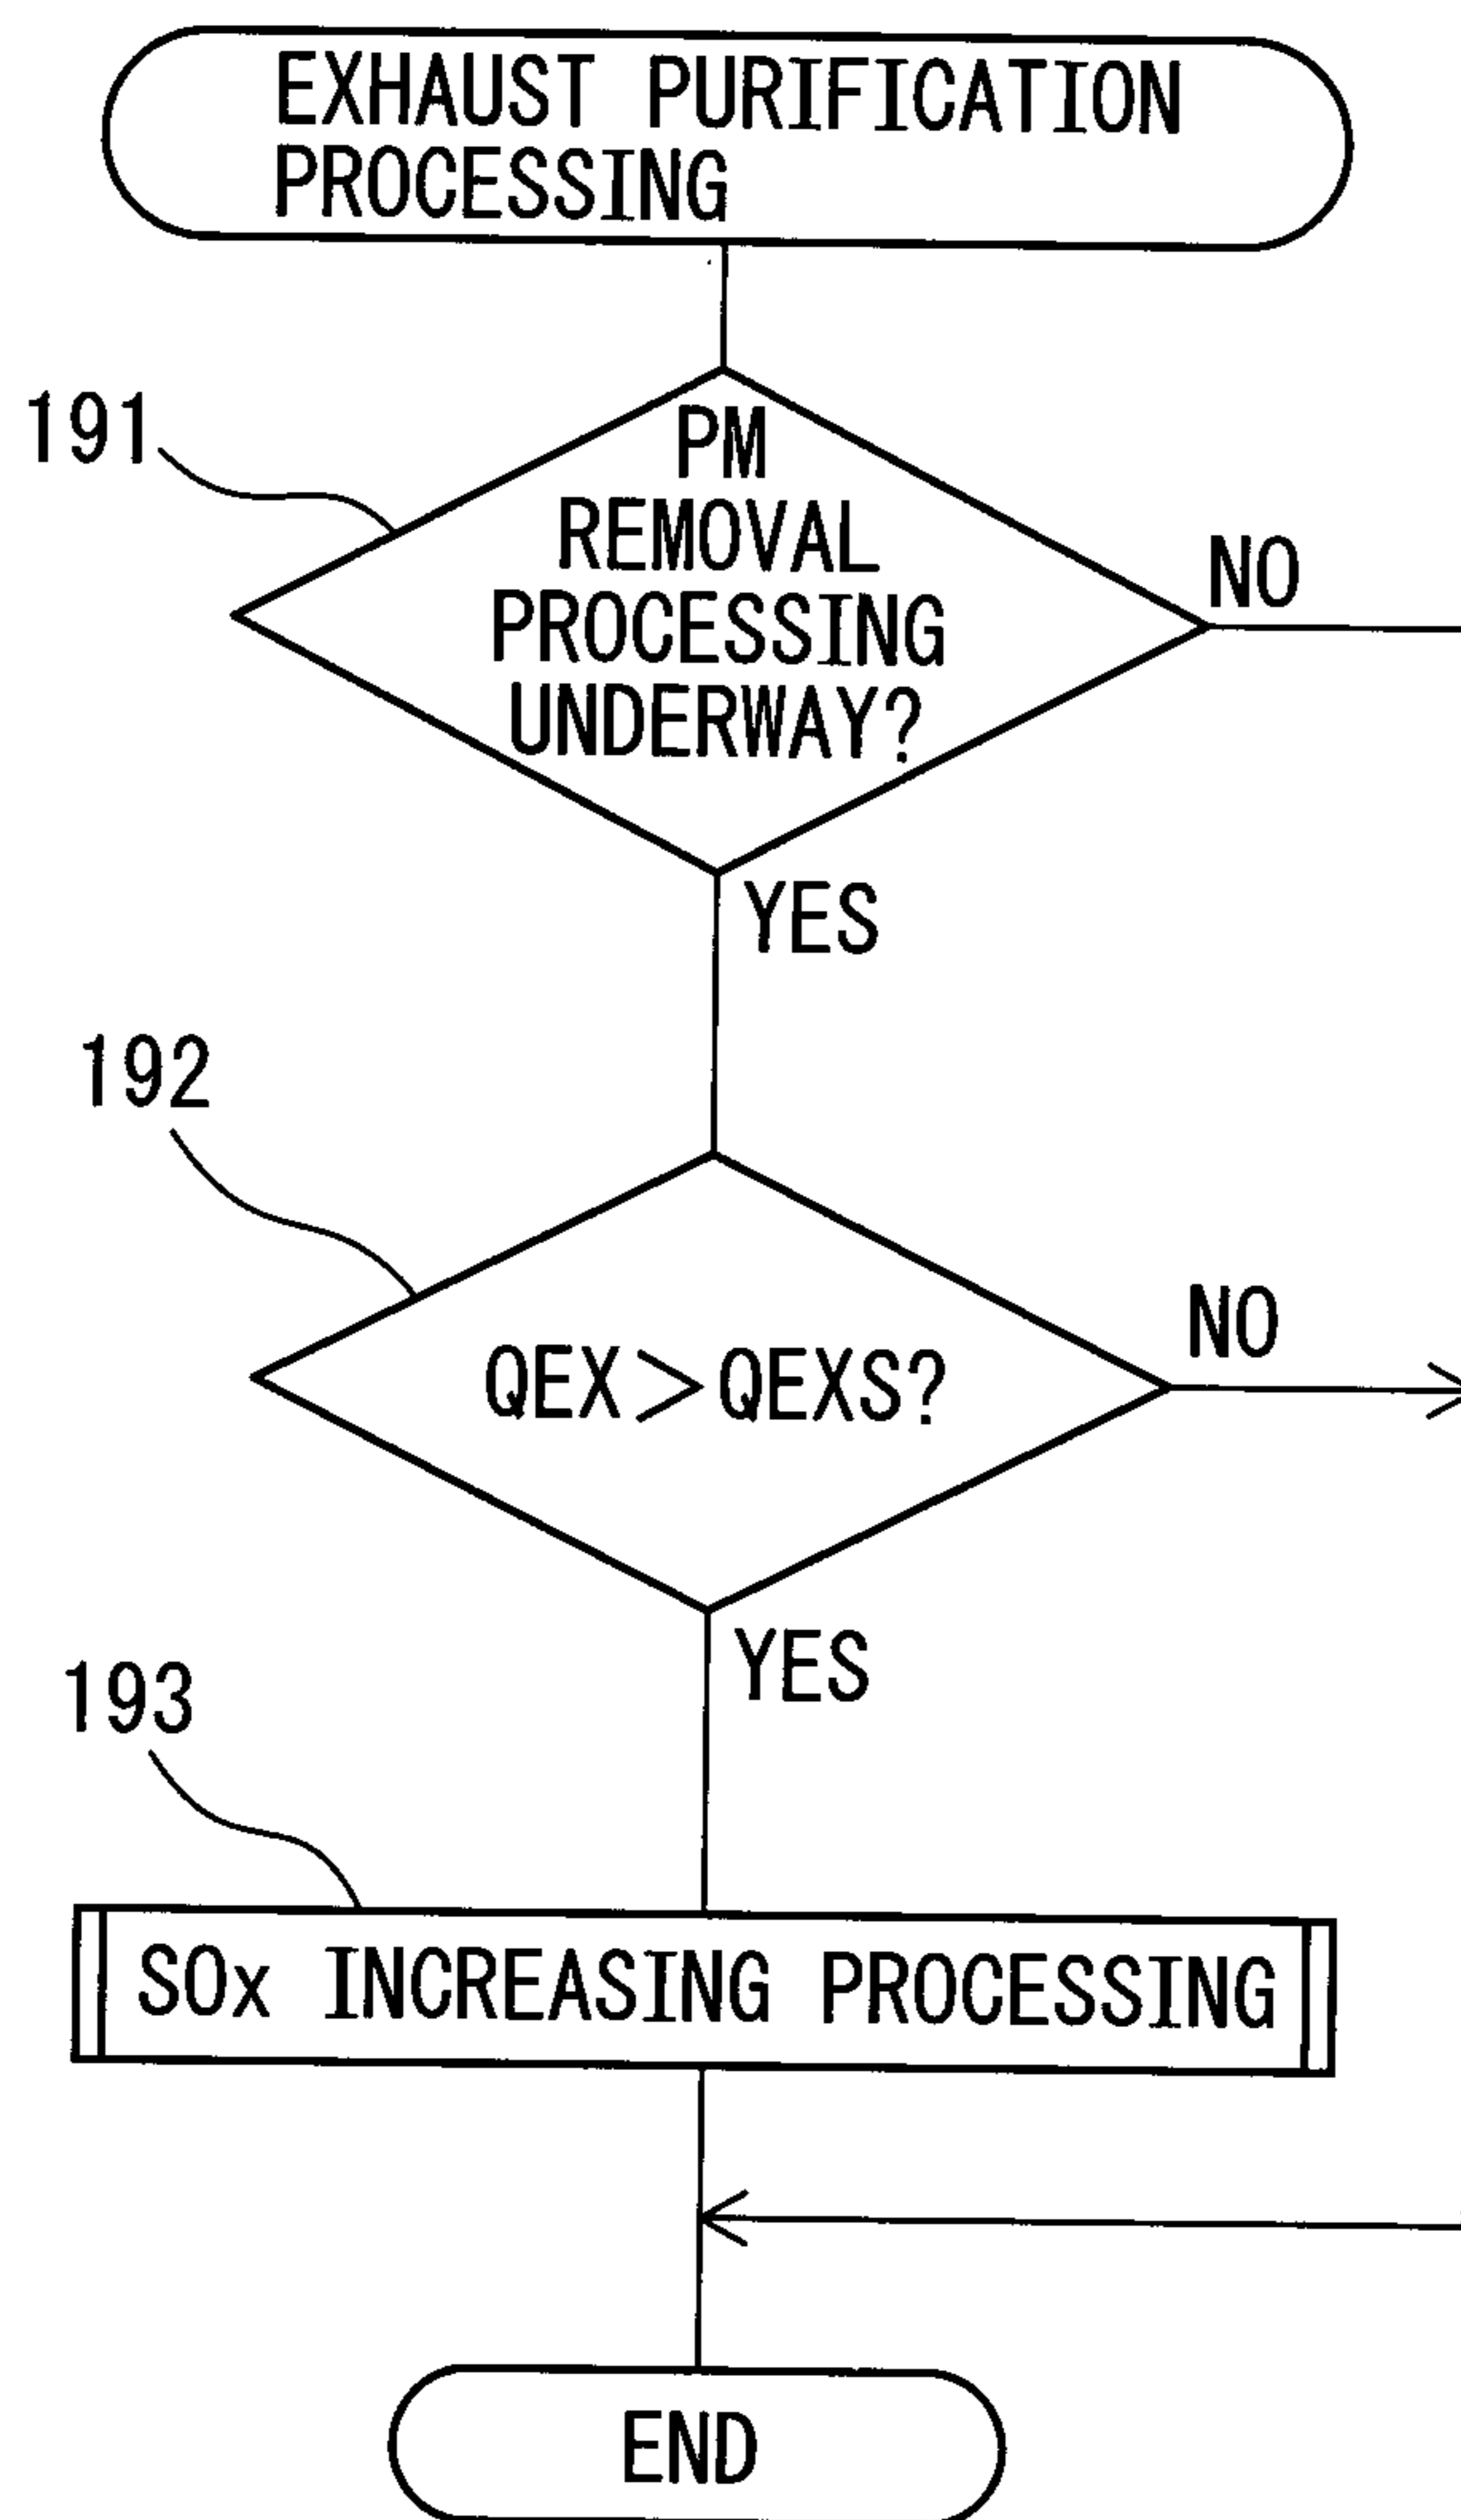 EXHAUST PURIFICATION
PROCESSING
191
PM
REMOVAL
PROCESSING
UNDERWAY?
NO
YES
192
QEX>QEXS?
NO
YES
193
SOx INCREASING PROCESSING
END